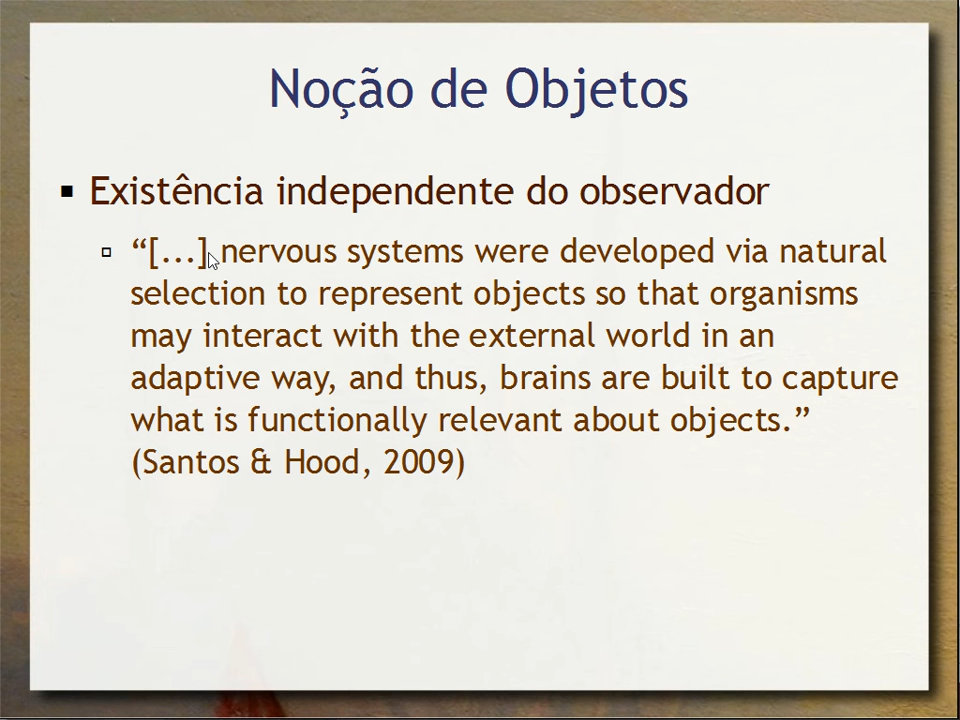 Noção de Objetos
Existência independente do observador
“[...] nervous systems were developed via natural
selection to represent objects so that organisms
may interact with the external world in an
adaptive way, and thus, brains are built to capture
what is functionally relevant about objects.”
(Santos & Hood, 2009)